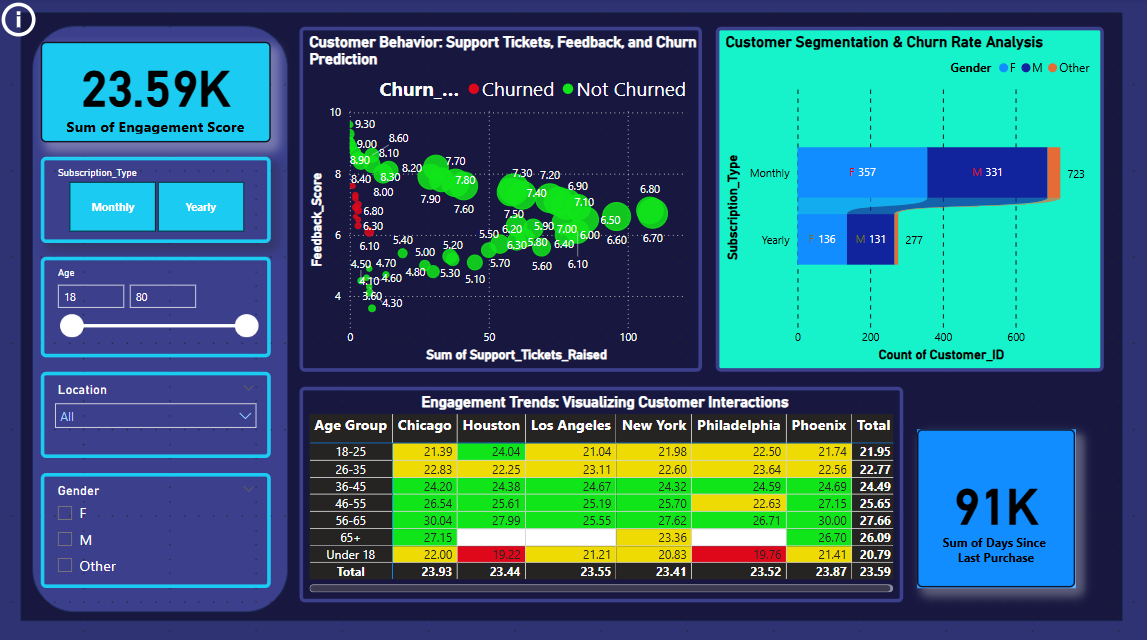 i
23.59K
Sum of Engagement Score
Subscription_Type
Monthly Yearly
Age
18 80
Location
All
Gender
F
M
Other
Customer Behavior: Support Tickets, Feedback, and Churn
Prediction
Churn_... Churned Not Churned
10
8
6
4
Feedback_Score
9.30
9.00
8.60
8.90
8.10
8.40
8.30
8.20
7.70
8.00
7.80
7.90
7.60
7.30
7.20
6.90
7.40
7.10
6.80
6.80
7.50
6.50
6.30
6.20
5.90
7.00
6.00
6.60
6.70
6.10
5.40
5.50
6.30
5.80
6.40
5.00
5.20
5.70
5.60
6.10
4.50
4.70
4.80
5.30
5.10
4.10
4.60
3.60
4.30
0 50 100
Sum of Support_Tickets_Raised
Customer Segmentation & Churn Rate Analysis
Gender F M Other
Subscription_Type
Monthly F 357 M 331 723
Yearly F 136 M 131 277
0 200 400 600
Count of Customer_ID
Engagement Trends: Visualizing Customer Interactions
Age Group Chicago Houston Los Angeles New York Philadelphia Phoenix Total
18-25 21.39 24.04 21.04 21.98 22.50 21.74 21.95
26-35 22.83 22.25 23.11 22.60 23.64 22.56 22.77
36-45 24.20 24.38 24.67 24.32 24.59 24.69 24.49
46-55 26.54 25.61 25.19 25.70 22.63 27.15 25.65
56-65 30.04 27.99 25.55 27.62 26.71 30.00 27.66
65+ 27.15 23.36 26.70 26.09
Under 18 22.00 19.22 21.21 20.83 19.76 21.41 20.79
Total 23.93 23.44 23.55 23.41 23.52 23.87 23.59
91K
Sum of Days Since
Last Purchase